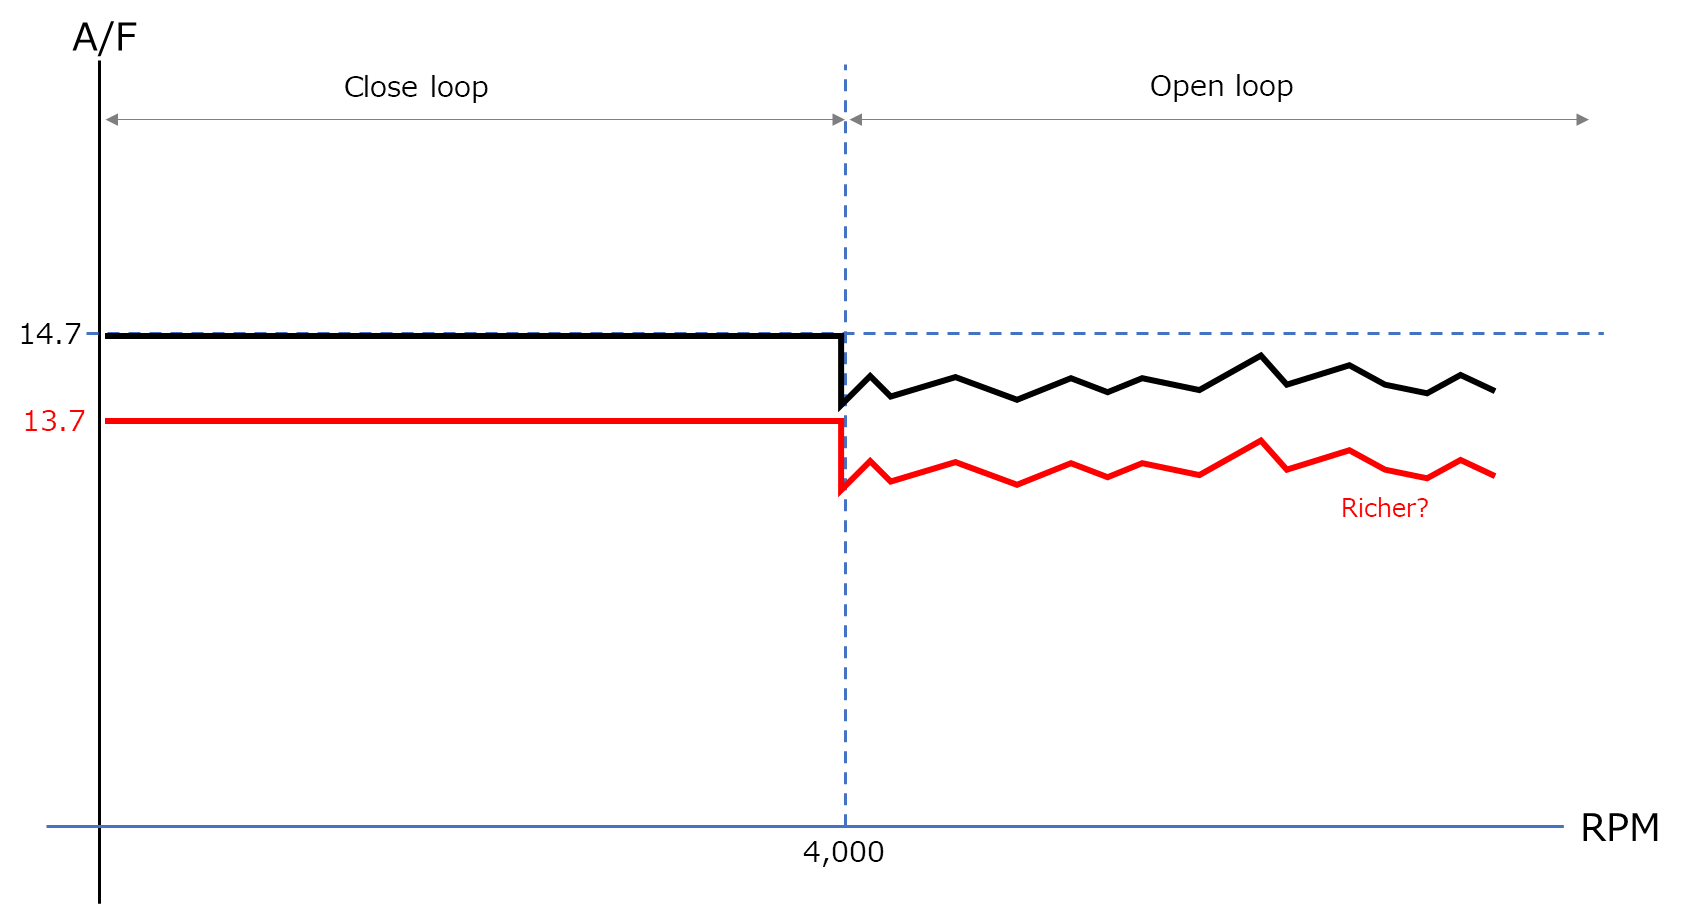 A/F
Close loop
Open loop
14.7
13.7
Richer?
RPM
4,000